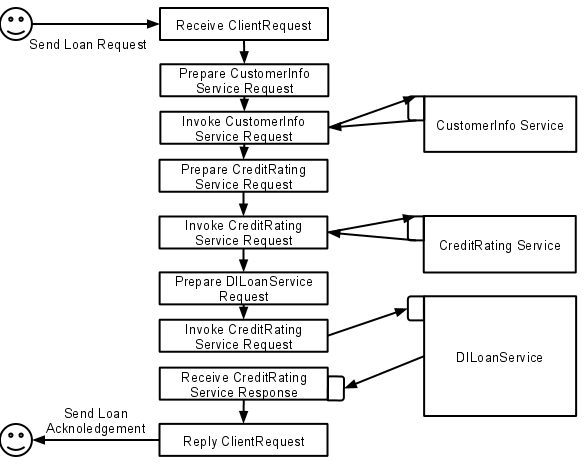 Receive ClientRequest
Send Loan Request
Prepare CustomerInfo
Service Request
Invoke CustomerInfo
Service Request
CustomerInfo Service
Prepare CreditRating
Service Request
Invoke CreditRating
Service Request
CreditRating Service
Prepare DILoanService
Request
Invoke CreditRating
Service Request
DILoanService
Receive CreditRating
Service Response
Send Loan
Acknoledgement
Reply ClientRequest